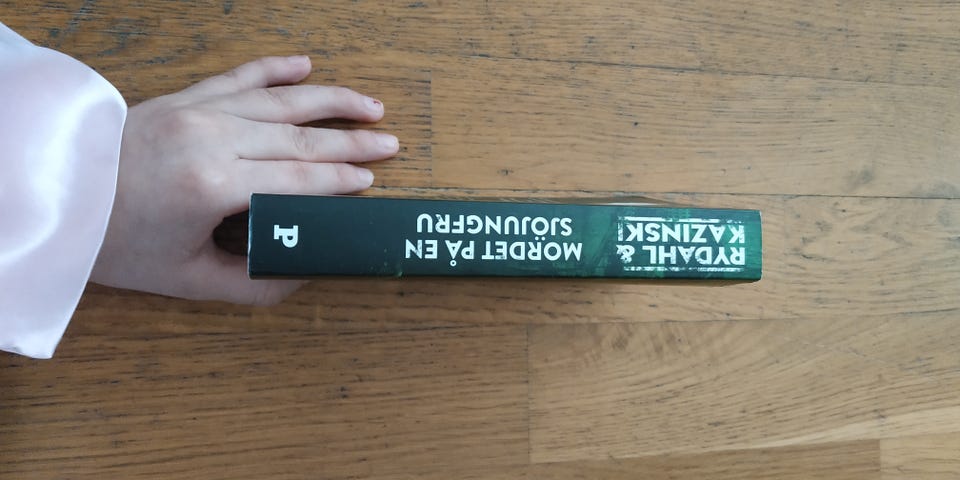 RYDAHL &
KAZINSKI
MORDET PÅ EN
SJÖJUNGFRU
P